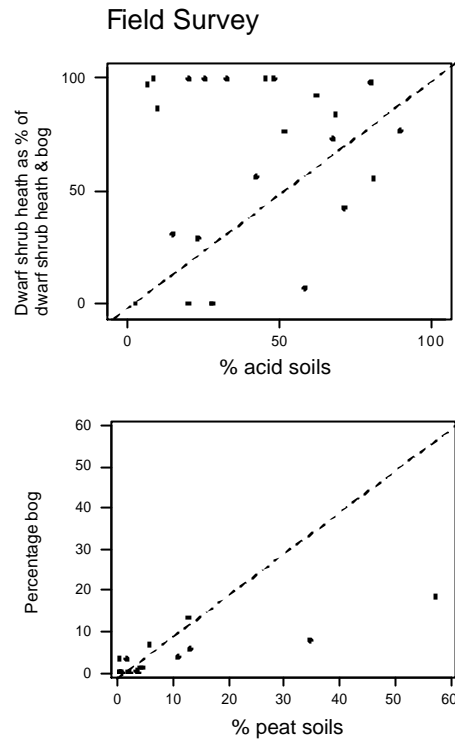 Field Survey
Dwarf shrub heath as % of
dwarf shrub heath & bog
100
50
0
0 50 100
% acid soils
Percentage bog
60
50
40
30
20
10
0
0 10 20 30 40 50 60
% peat soils